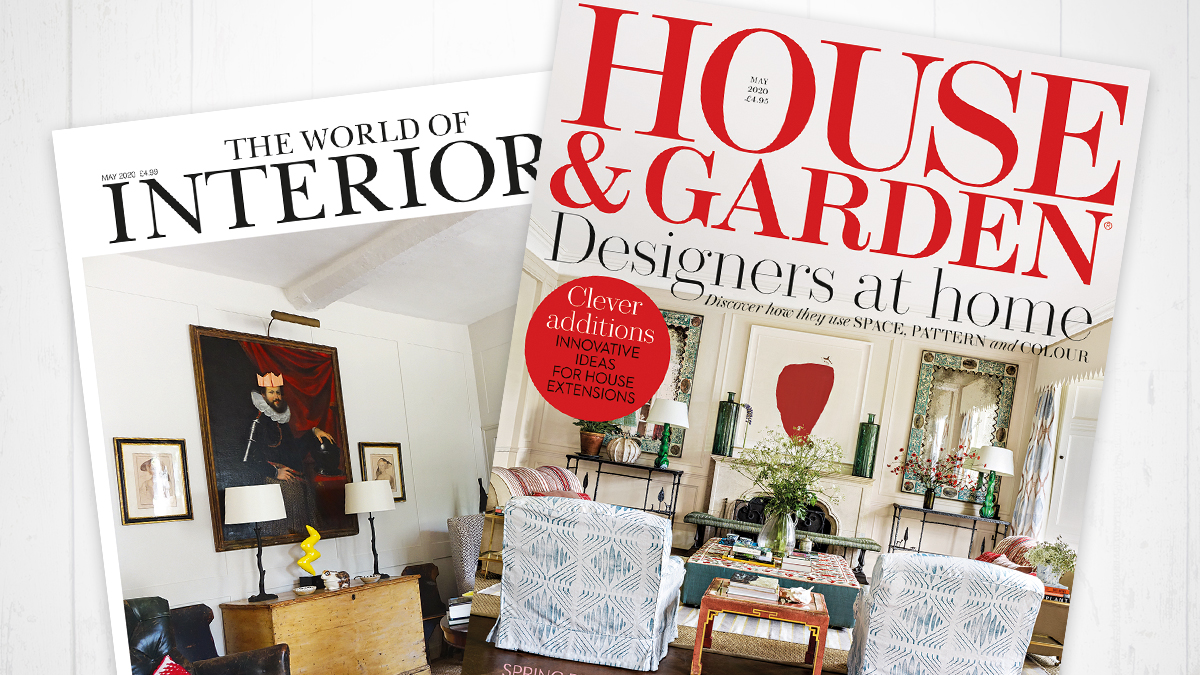 THE WORLD OF
MAY 2020 £4.99
INTERIOR
HOUSE
MAY
2020
£4.95
& GARDEN®
Designers at home
Discover how they use SPACE, PATTERN and COLOUR
Clever
additions
INNOVATIVE
IDEAS
FOR HOUSE
EXTENSIONS
SPRING